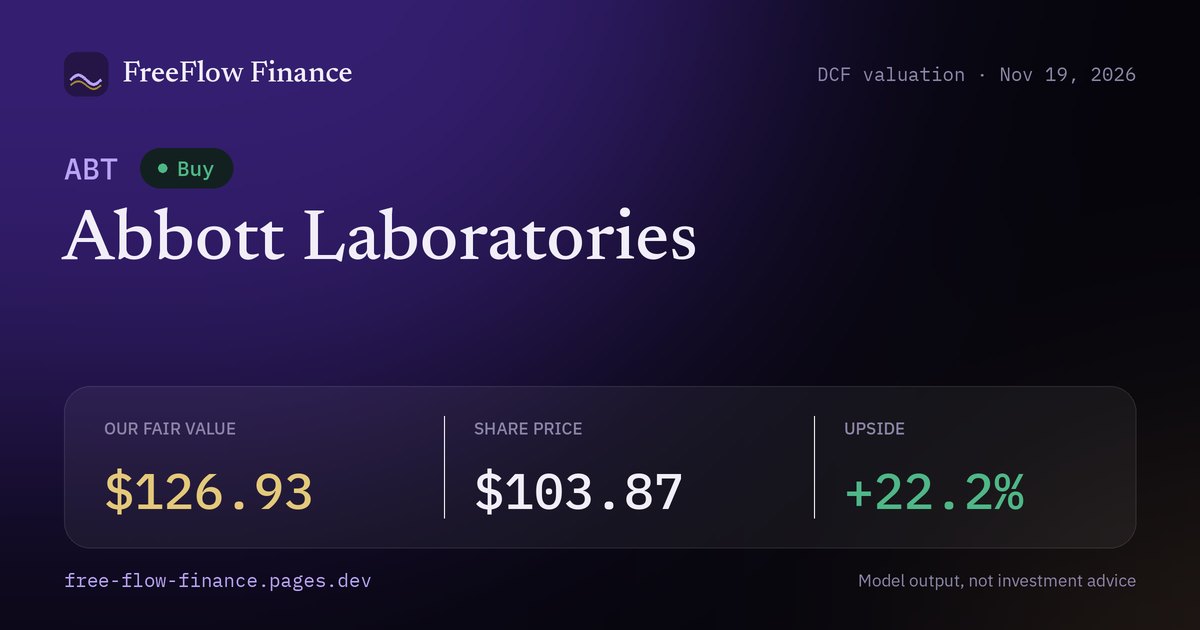 FreeFlow Finance
DCF valuation · Nov 19, 2026
ABT
Buy
Abbott Laboratories
OUR FAIR VALUE
$126.93
SHARE PRICE
$103.87
UPSIDE
+22.2%
free-flow-finance.pages.dev
Model output, not investment advice